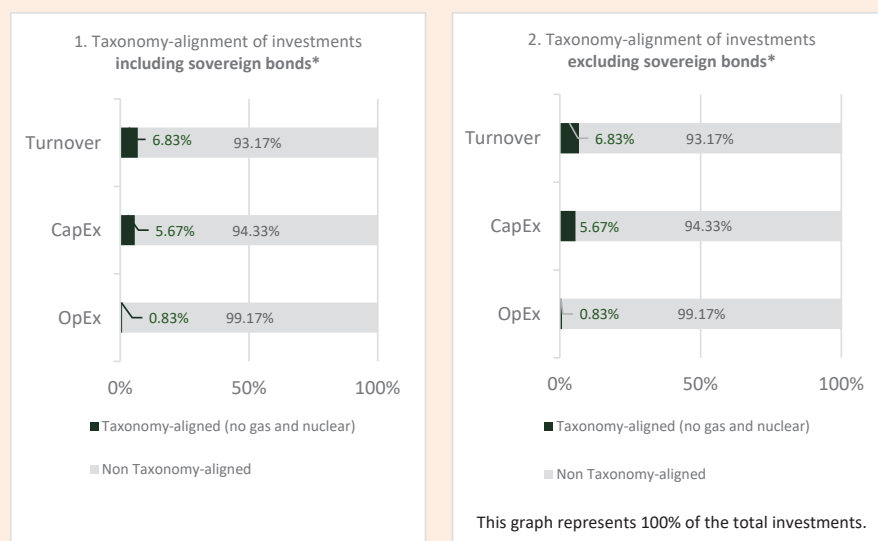 1. Taxonomy-alignment of investments
including sovereign bonds*
Turnover 6.83% 93.17%
CapEx 5.67% 94.33%
OpEx 0.83% 99.17%
0% 50% 100%
Taxonomy-aligned (no gas and nuclear)
Non Taxonomy-aligned
2. Taxonomy-alignment of investments
excluding sovereign bonds*
Turnover 6.83% 93.17%
CapEx 5.67% 94.33%
OpEx 0.83% 99.17%
0% 50% 100%
Taxonomy-aligned (no gas and nuclear)
Non Taxonomy-aligned
This graph represents 100% of the total investments.